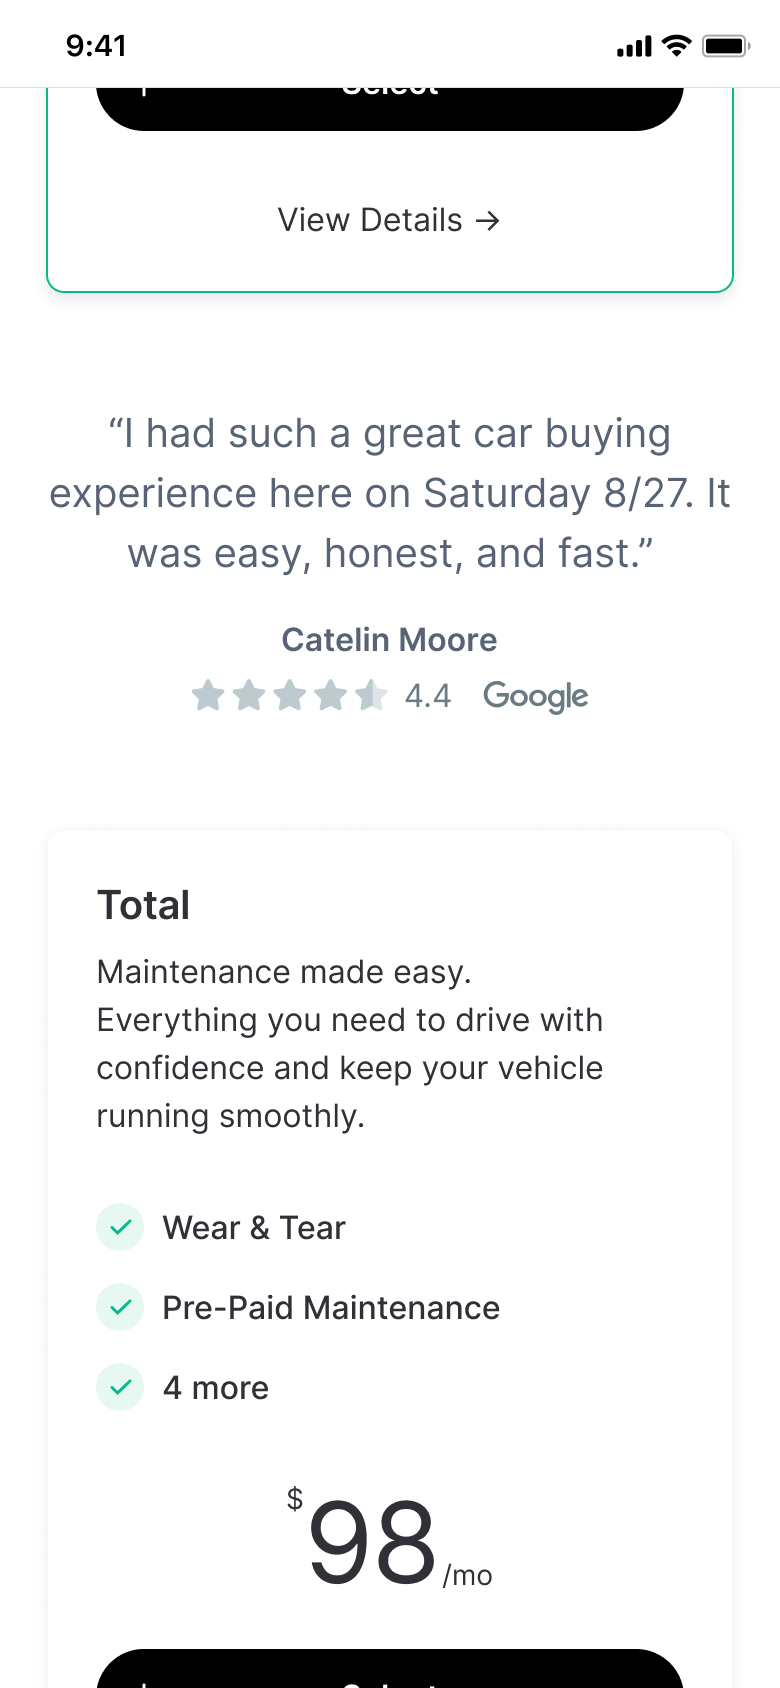 9:41
Select
View Details →
“I had such a great car buying
experience here on Saturday 8/27. It
was easy, honest, and fast.”
Catelin Moore
4.4 Google
Total
Maintenance made easy.
Everything you need to drive with
confidence and keep your vehicle
running smoothly.
Wear & Tear
Pre-Paid Maintenance
4 more
$98/mo
Select